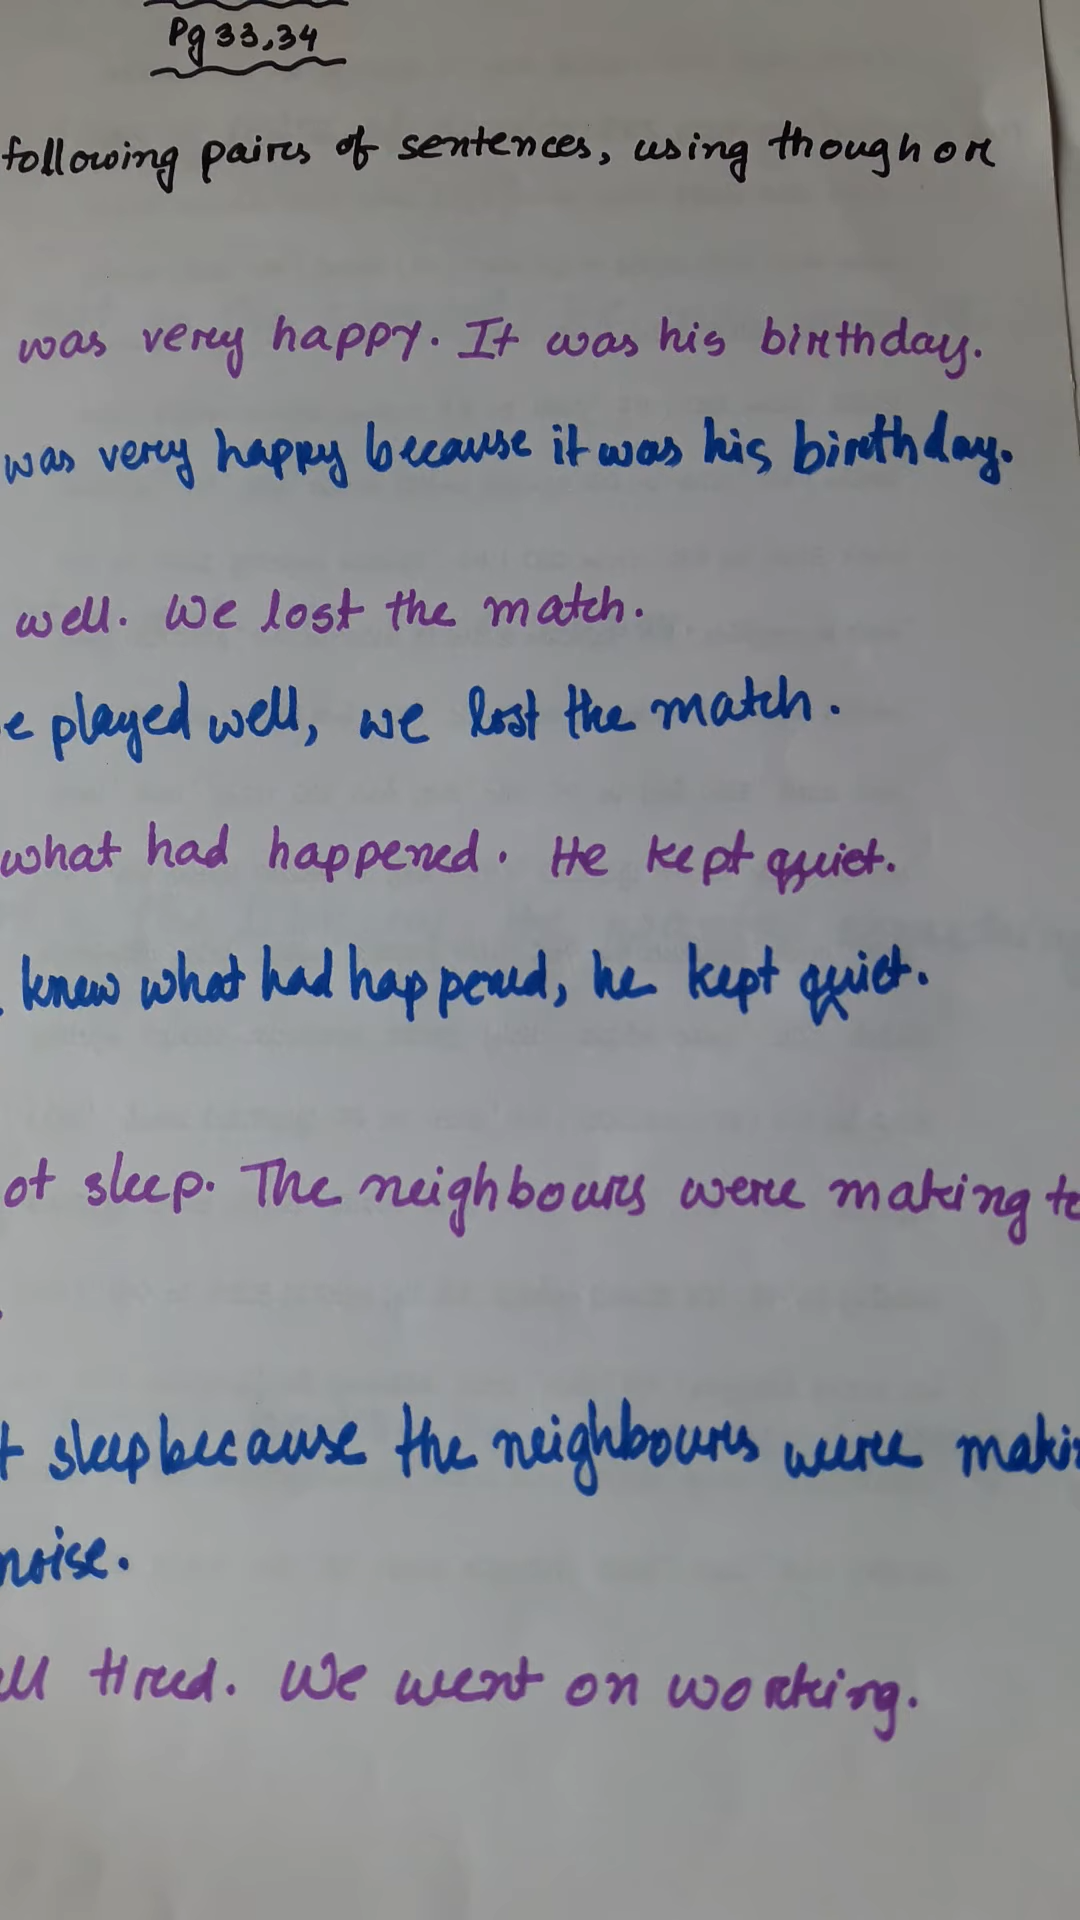 Pg 33,34
following pairs of sentences, using though or
was very happy. It was his birthday.
was very happy because it was his birthday.
well. We lost the match.
e played well, we lost the match.
what had happened. He kept quiet.
knew what had happened, he kept quiet.
ot sleep. The neighbours were making to
t sleep because the neighbours were maki
noise.
ll tired. We went on working.